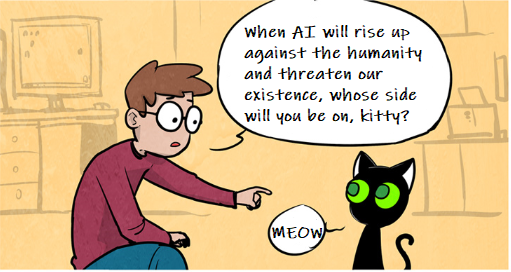 When AI will rise up
against the humanity
and threaten our
existence, whose side
will you be on, kitty?
MEOW